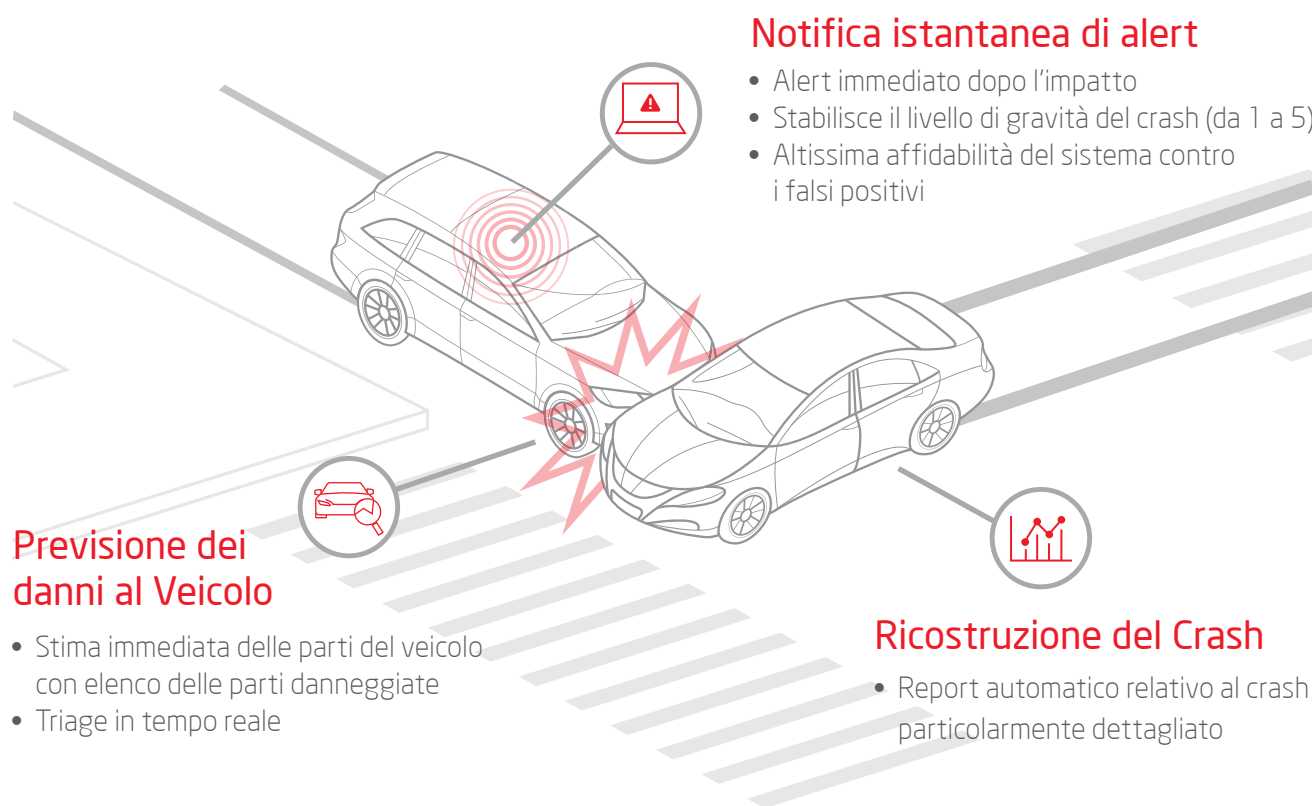 Notifica istantanea di alert
• Alert immediato dopo l'impatto
• Stabilisce il livello di gravità del crash (da 1 a 5)
• Altissima affidabilità del sistema contro
i falsi positivi
Previsione dei
danni al Veicolo
• Stima immediata delle parti del veicolo
con elenco delle parti danneggiate
• Triage in tempo reale
Ricostruzione del Crash
• Report automatico relativo al crash
particolarmente dettagliato